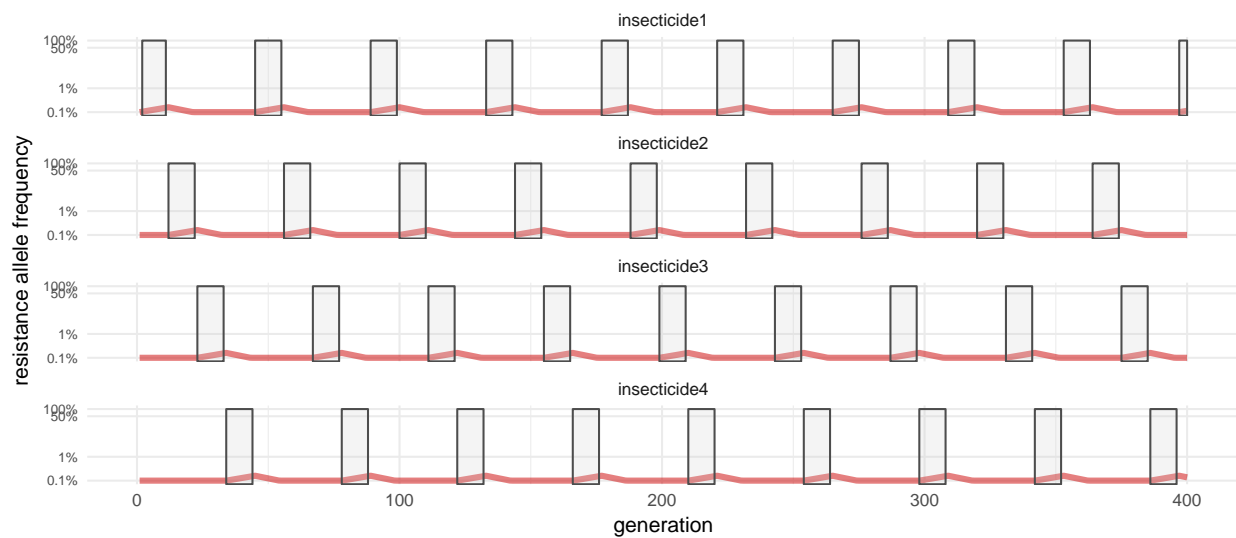 insecticide1
100%
50%
1%
0.1%
insecticide2
100%
50%
1%
0.1%
insecticide3
100%
50%
1%
0.1%
insecticide4
100%
50%
1%
0.1%
0 100 200 300 400
generation
resistance allele frequency